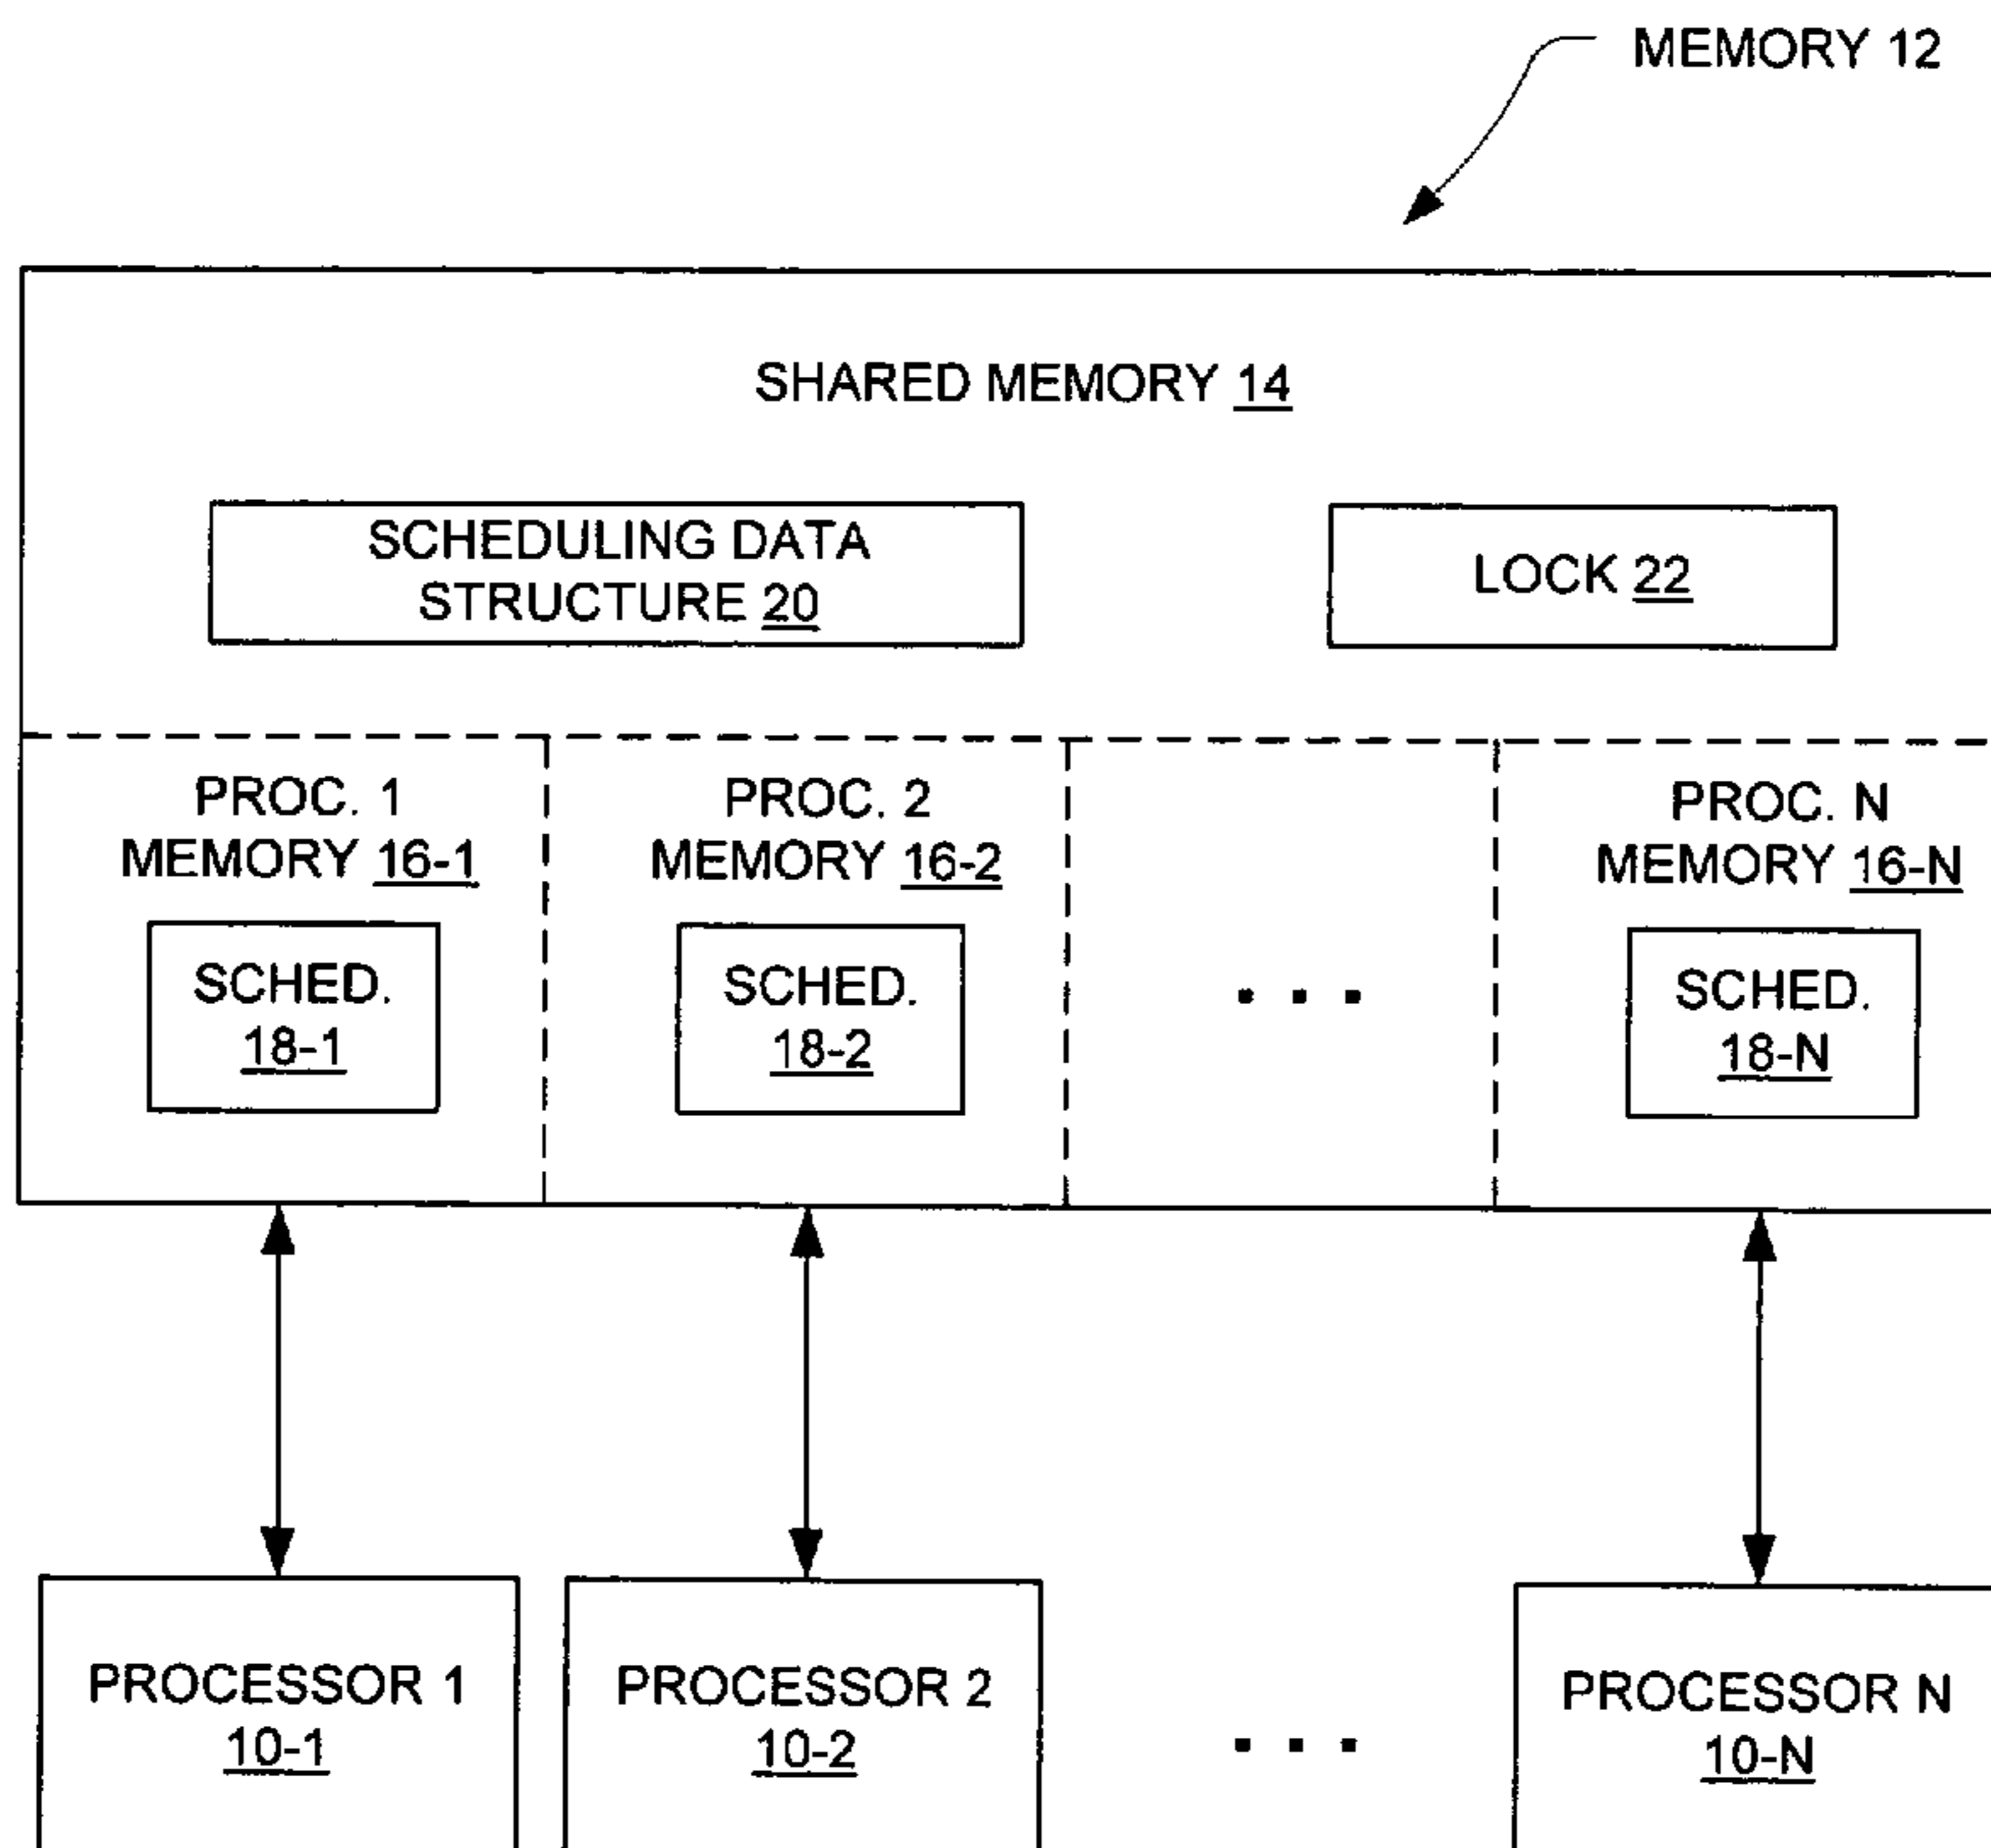 MEMORY 12
SHARED MEMORY 14
SCHEDULING DATA
STRUCTURE 20
LOCK 22
PROC. 1
MEMORY 16-1
SCHED.
18-1
PROC. 2
MEMORY 16-2
SCHED.
18-2
. . .
PROC. N
MEMORY 16-N
SCHED.
18-N
PROCESSOR 1
10-1
PROCESSOR 2
10-2
. . .
PROCESSOR N
10-N